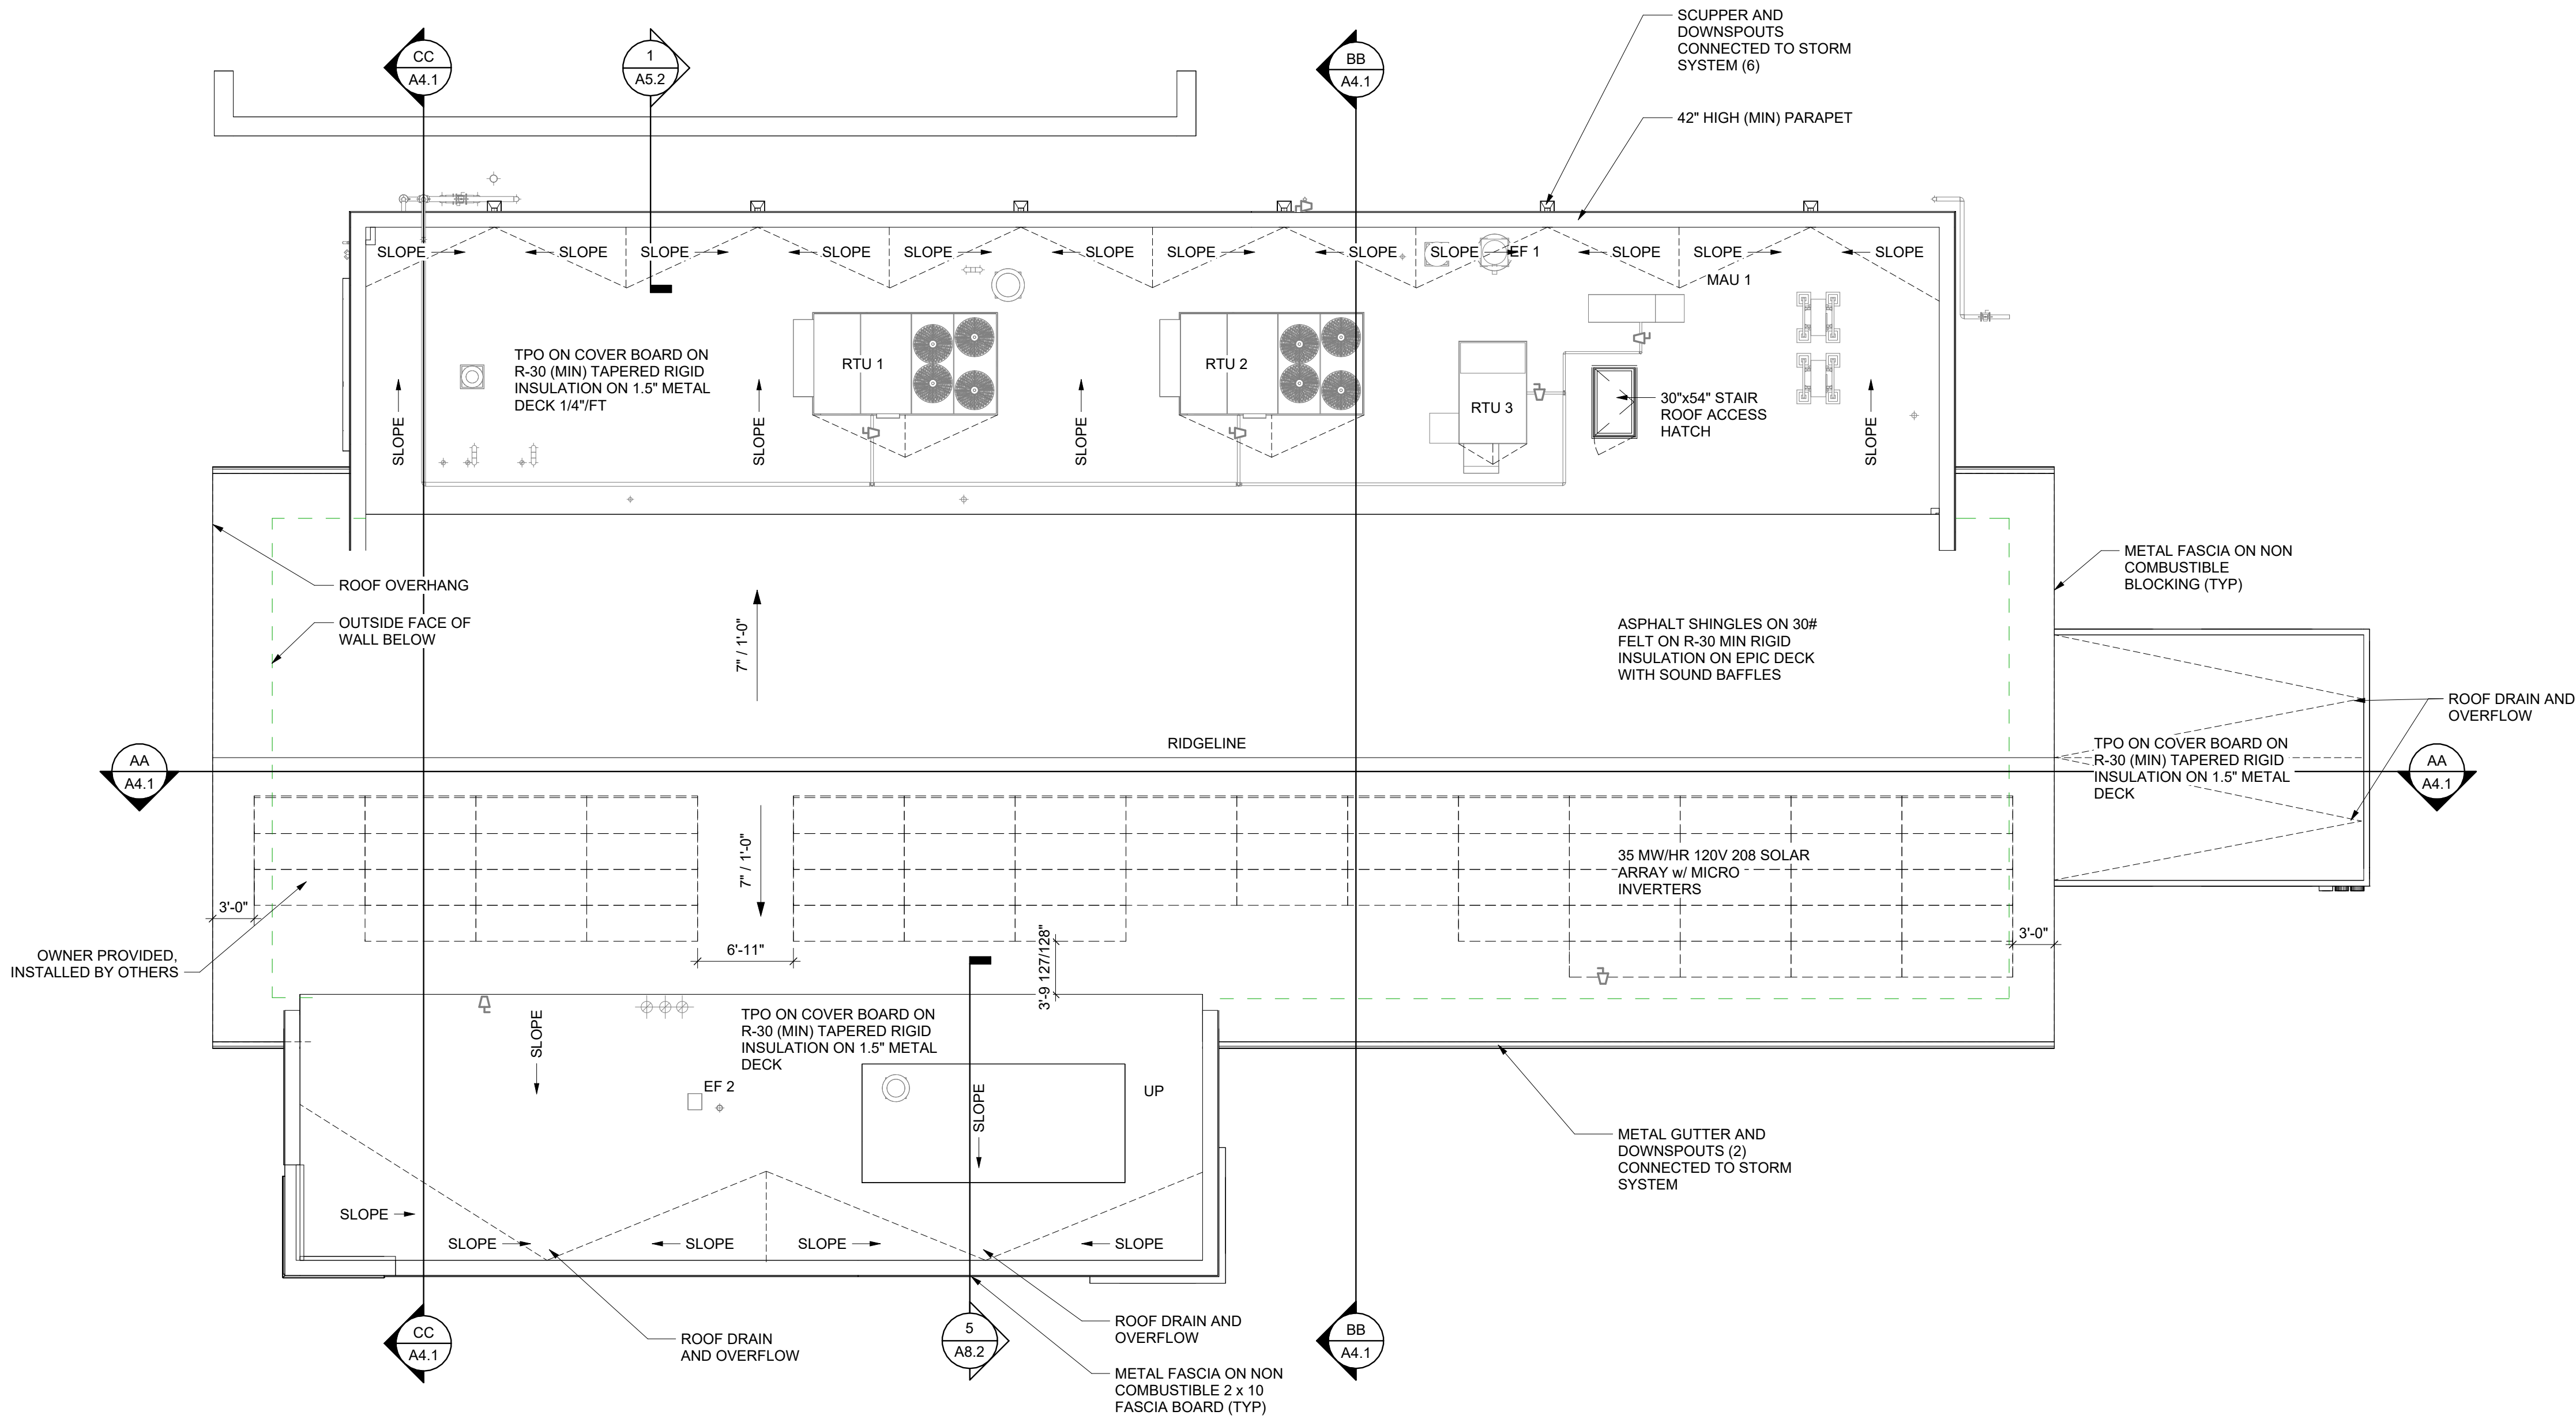 SCUPPER AND
DOWNSPOUTS
CONNECTED TO STORM
SYSTEM (6)
CC
A4.1
1
A5.2
BB
A4.1
42" HIGH (MIN) PARAPET
SLOPE
SLOPE
SLOPE
SLOPE
SLOPE
SLOPE
SLOPE
SLOPE
SLOPE
EF 1
SLOPE
SLOPE
SLOPE
MAU 1
TPO ON COVER BOARD ON
R-30 (MIN) TAPERED RIGID
INSULATION ON 1.5" METAL
DECK 1/4"/FT
RTU 1
RTU 2
RTU 3
30"x54" STAIR
ROOF ACCESS
HATCH
SLOPE
SLOPE
SLOPE
SLOPE
METAL FASCIA ON NON
COMBUSTIBLE
BLOCKING (TYP)
ROOF OVERHANG
OUTSIDE FACE OF
WALL BELOW
7" / 1'-0"
ASPHALT SHINGLES ON 30#
FELT ON R-30 MIN RIGID
INSULATION ON EPIC DECK
WITH SOUND BAFFLES
ROOF DRAIN AND
OVERFLOW
RIDGELINE
TPO ON COVER BOARD ON
R-30 (MIN) TAPERED RIGID
INSULATION ON 1.5" METAL
DECK
AA
A4.1
AA
A4.1
7" / 1'-0"
35 MW/HR 120V 208 SOLAR
ARRAY w/ MICRO
INVERTERS
3'-0"
OWNER PROVIDED,
INSTALLED BY OTHERS
6'-11"
3'-9 127/128"
3'-0"
TPO ON COVER BOARD ON
R-30 (MIN) TAPERED RIGID
INSULATION ON 1.5" METAL
DECK
SLOPE
EF 2
SLOPE
UP
METAL GUTTER AND
DOWNSPOUTS (2)
CONNECTED TO STORM
SYSTEM
SLOPE
SLOPE
SLOPE
SLOPE
SLOPE
CC
A4.1
ROOF DRAIN
AND OVERFLOW
5
A8.2
ROOF DRAIN AND
OVERFLOW
BB
A4.1
METAL FASCIA ON NON
COMBUSTIBLE 2 x 10
FASCIA BOARD (TYP)